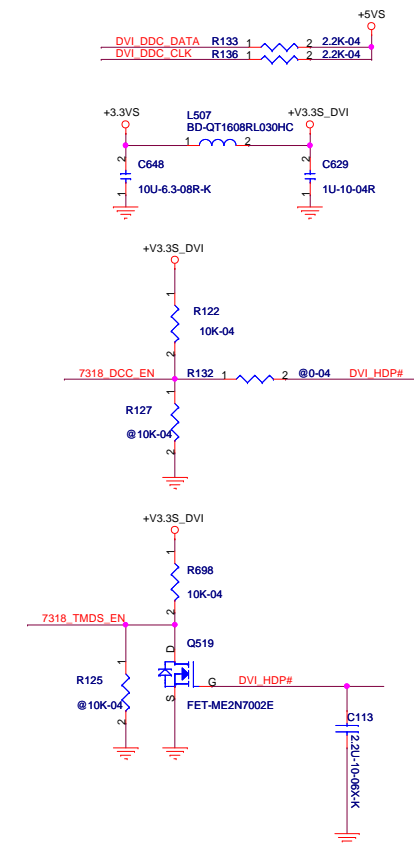 +5VS
DVI_DDC_DATA R133 1 2 2.2K-04
DVI_DDC_CLK R136 1 2 2.2K-04
L507
+3.3VS BD-QT1608RL030HC +V3.3S_DVI
1 2
2 C648 2 C629
1 10U-6.3-08R-K 1 1U-10-04R
+V3.3S_DVI
1
R122
10K-04
2
7318_DCC_EN R132 1 2 @0-04 DVI_HDP#
1
R127
@10K-04
2
+V3.3S_DVI
1
R698
10K-04
2
7318_TMDS_EN
Q519
1 D
R125 G DVI_HDP#
@10K-04 S FET-ME2N7002E
2
C113
2.2U-10-06X-K